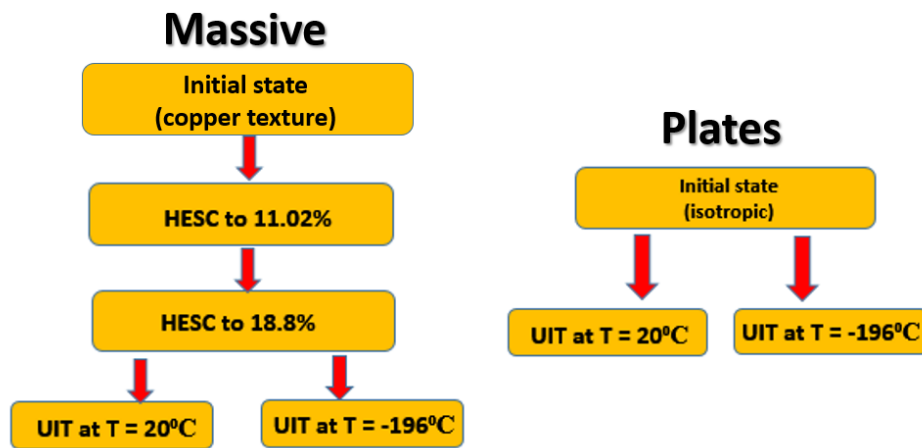 Massive
Initial state
(copper texture)
HESC to 11.02%
HESC to 18.8%
UIT at T = 20⁰C
UIT at T = -196⁰C
Plates
Initial state
(isotropic)
UIT at T = 20⁰C
UIT at T = -196⁰C